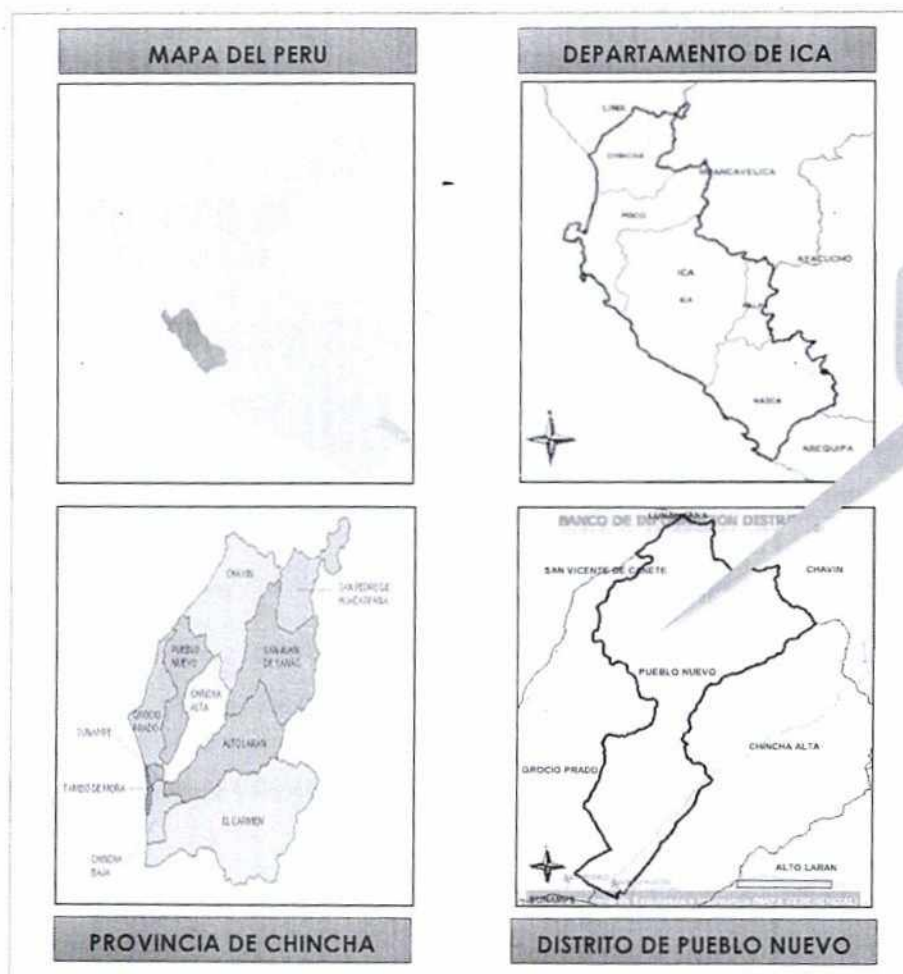 MAPA DEL PERU
DEPARTAMENTO DE ICA
LIMA
CHINCHA
HUANCAVELICA
PISCO
AYACUCHO
ICA
ICA
NASCA
AREQUIPA
CHAVIN
SAN PEDRO DE
HUACARPANA
PUEBLO
NUEVO
SAN JUAN
DE YANAC
CHINCHA
ALTA
GROCIO
PRADO
SUNAMPE
ALTO LARAN
TAMBO DE MORA
EL CARMEN
CHINCHA
BAJA
PROVINCIA DE CHINCHA
LUNAHUANA
BANCO DE INFORMACION DISTRITAL
SAN VICENTE DE CAÑETE
CHAVIN
PUEBLO NUEVO
CHINCHA ALTA
GROCIO PRADO
ALTO LARAN
SUNAMPE
DISTRITO DE PUEBLO NUEVO